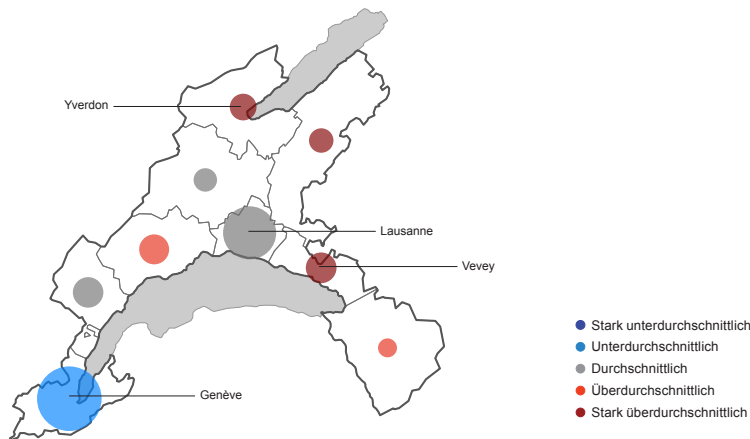 Yverdon
Lausanne
Vevey
Genève
Stark unterdurchschnittlich
Unterdurchschnittlich
Durchschnittlich
Überdurchschnittlich
Stark überdurchschnittlich